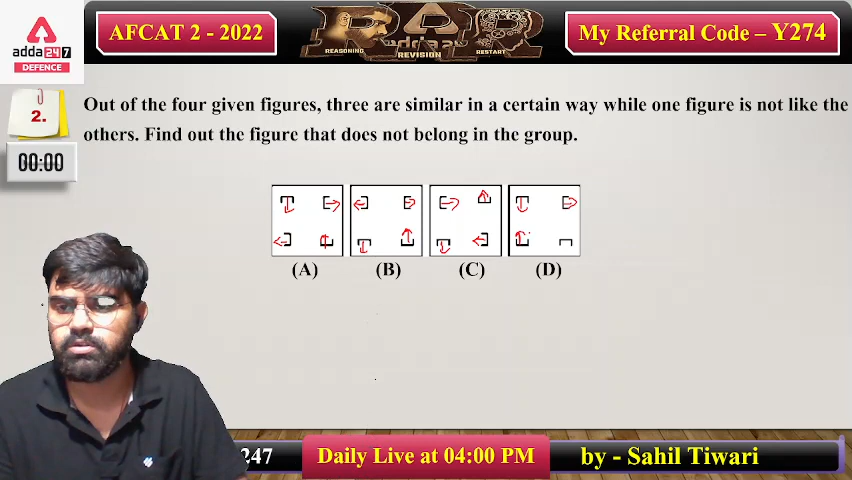 AFCAT 2 - 2022
REASONING
adda247
REVISION
RESTART
My Referral Code – Y274
adda247
DEFENCE
2.
00:00
Out of the four given figures, three are similar in a certain way while one figure is not like the
others. Find out the figure that does not belong in the group.
(A) (B) (C) (D)
247
Daily Live at 04:00 PM
by - Sahil Tiwari